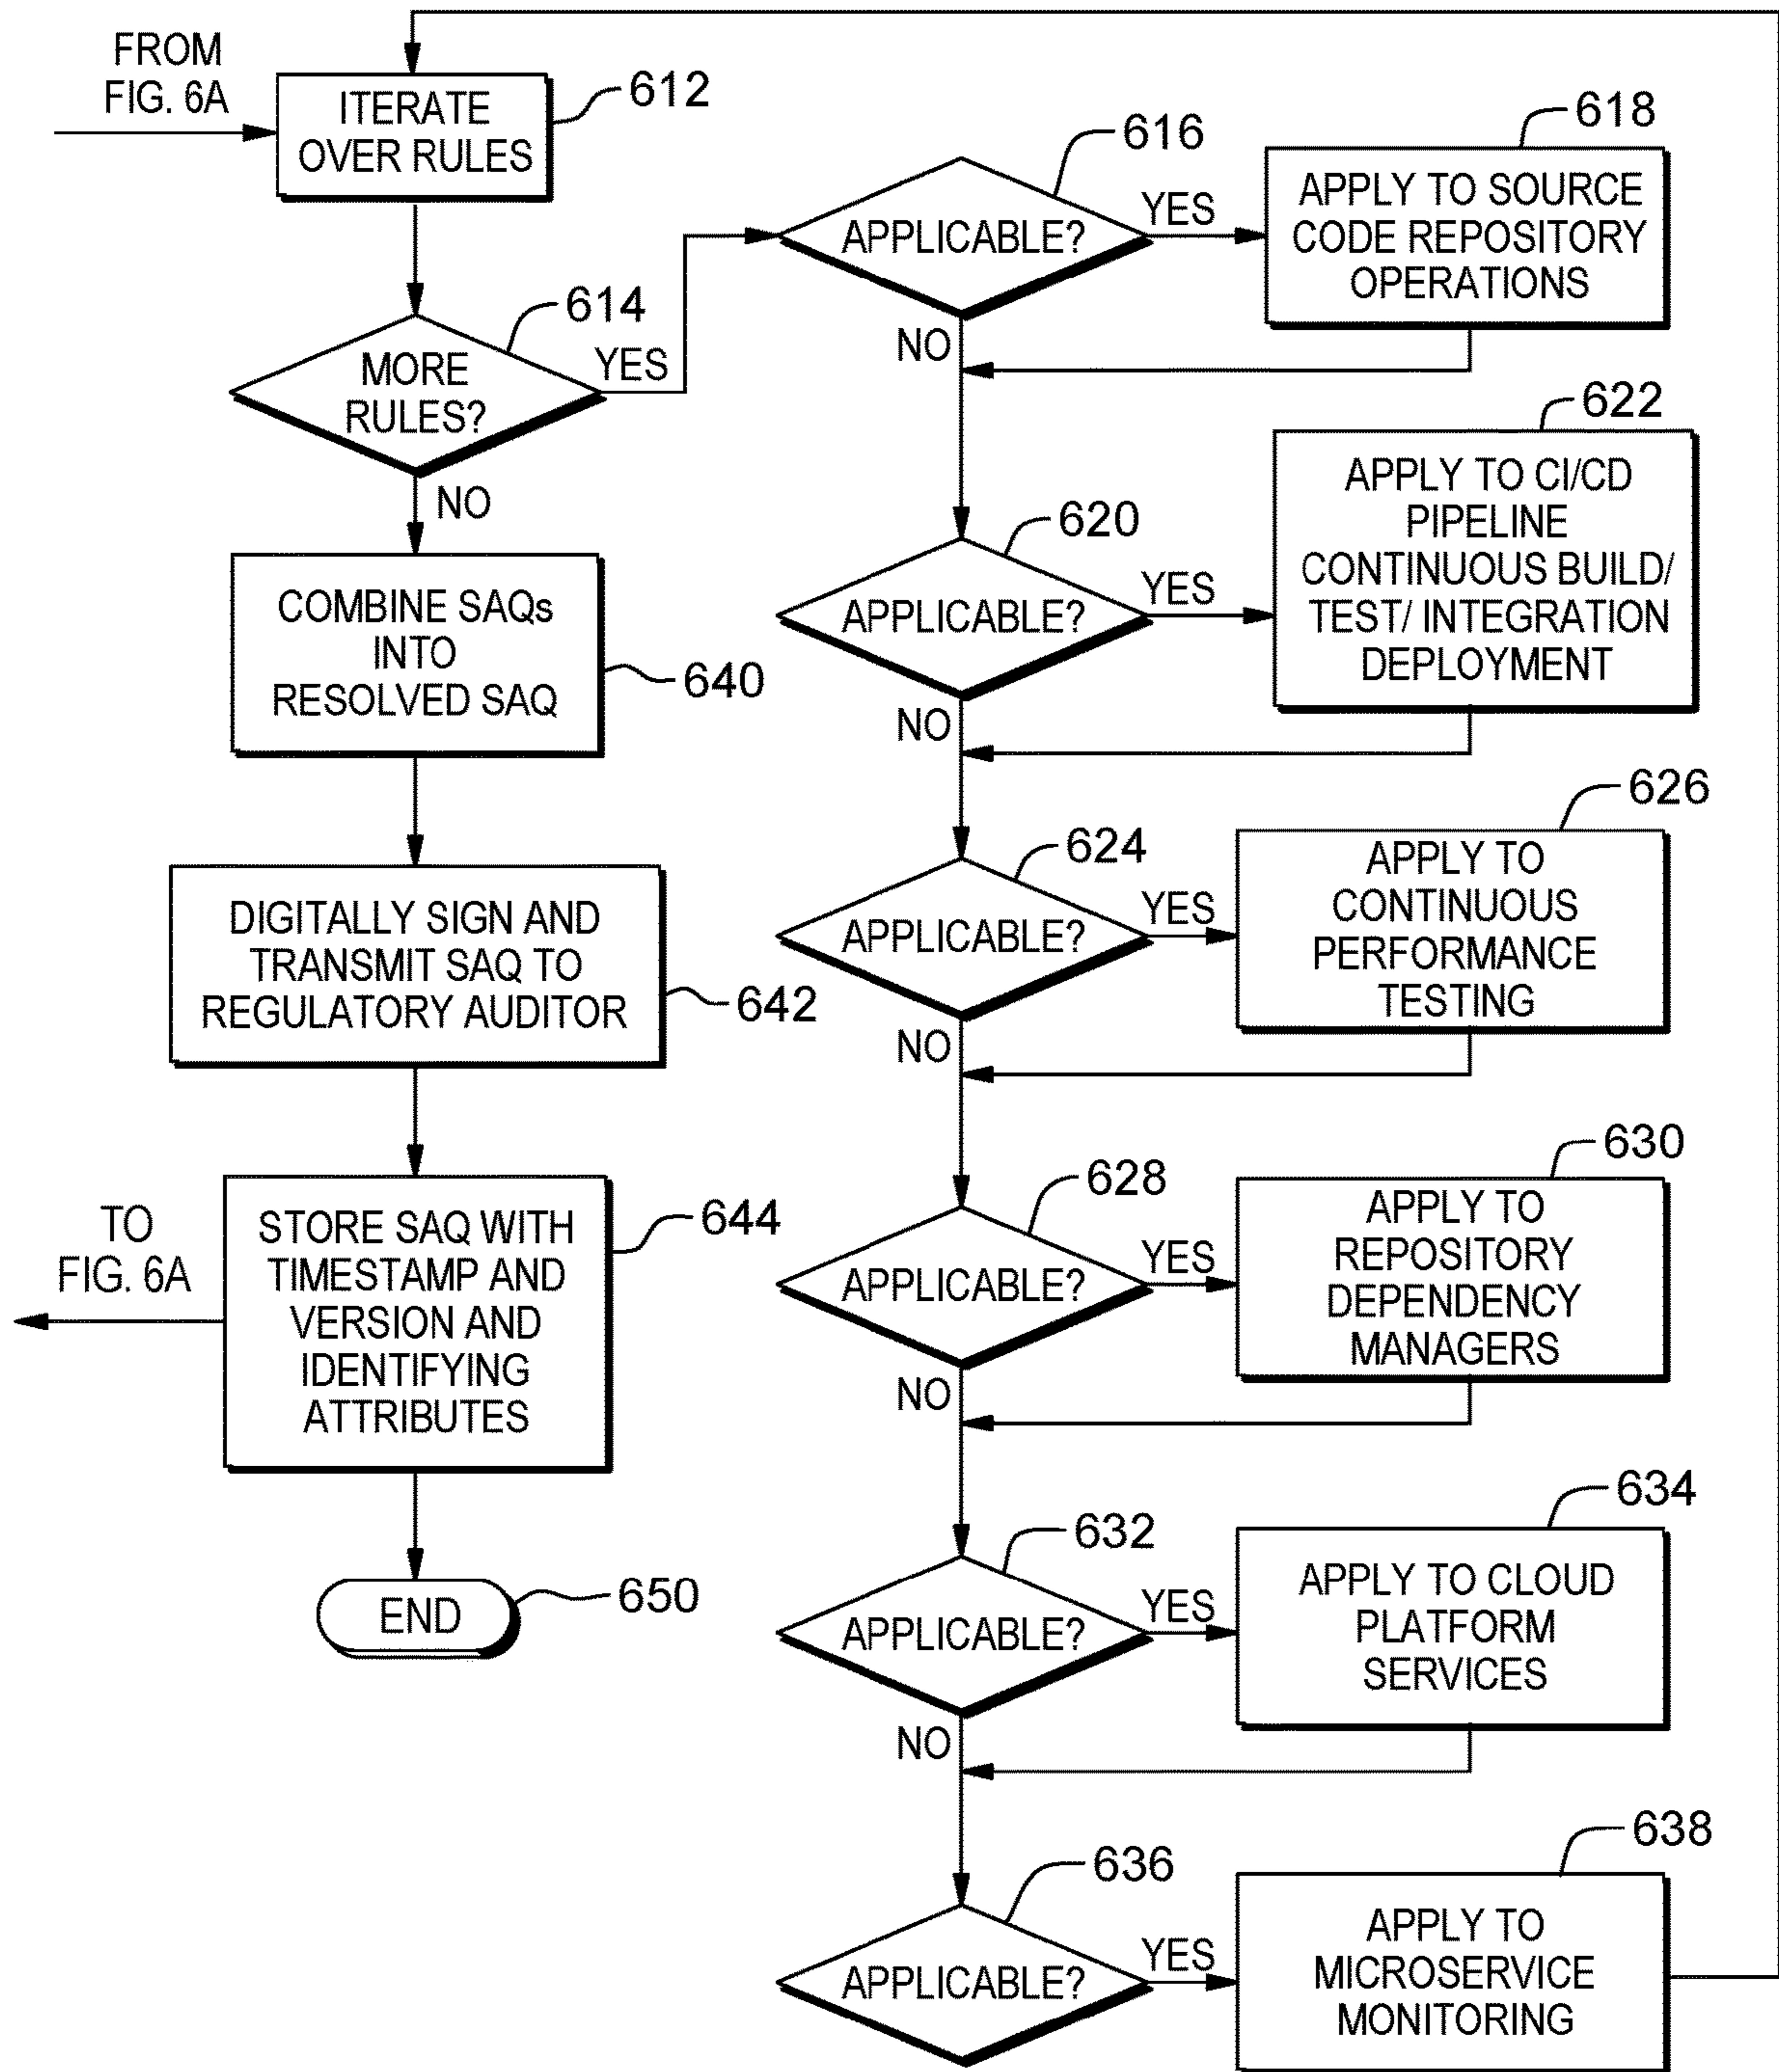 FROM
FIG. 6A
ITERATE
OVER RULES
612
614
MORE
RULES?
YES
NO
COMBINE SAQs
INTO
RESOLVED SAQ
640
DIGITALLY SIGN AND
TRANSMIT SAQ TO
REGULATORY AUDITOR
642
TO
FIG. 6A
STORE SAQ WITH
TIMESTAMP AND
VERSION AND
IDENTIFYING
ATTRIBUTES
644
END
650
616
APPLICABLE?
YES
NO
618
APPLY TO SOURCE
CODE REPOSITORY
OPERATIONS
620
APPLICABLE?
YES
NO
622
APPLY TO CI/CD
PIPELINE
CONTINUOUS BUILD/
TEST/ INTEGRATION
DEPLOYMENT
624
APPLICABLE?
YES
NO
626
APPLY TO
CONTINUOUS
PERFORMANCE
TESTING
628
APPLICABLE?
YES
NO
630
APPLY TO
REPOSITORY
DEPENDENCY
MANAGERS
632
APPLICABLE?
YES
NO
634
APPLY TO CLOUD
PLATFORM
SERVICES
636
APPLICABLE?
YES
638
APPLY TO
MICROSERVICE
MONITORING